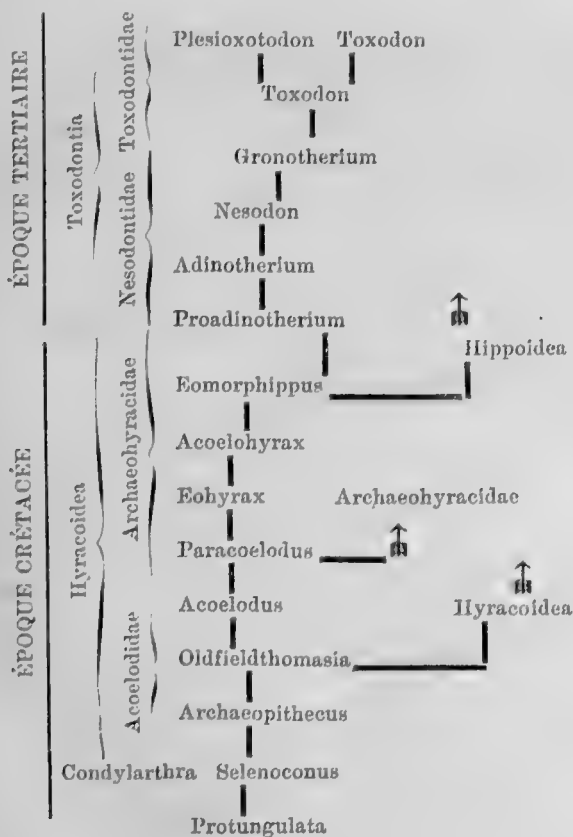 Plesioxotodon Toxodon
Toxodon
Gronotherium
Nesodon
Adinotherium
Proadinotherium
Hippoidea
Eomorphippus
Acoelohyrax
Eohyrax Archaeohyracidae
Paracoelodus
Acoelodus Hyracoidea
Oldfieldthomasia
Archaeopithecus
Condylarthra Selenoconus
Protungulata
ÉPOQUE TERTIAIRE
ÉPOQUE CRÉTACÉE
Toxodontia
Hyracoidea
Toxodontidae
Nesodontidae
Archaeohyracidae
Acoelodidae